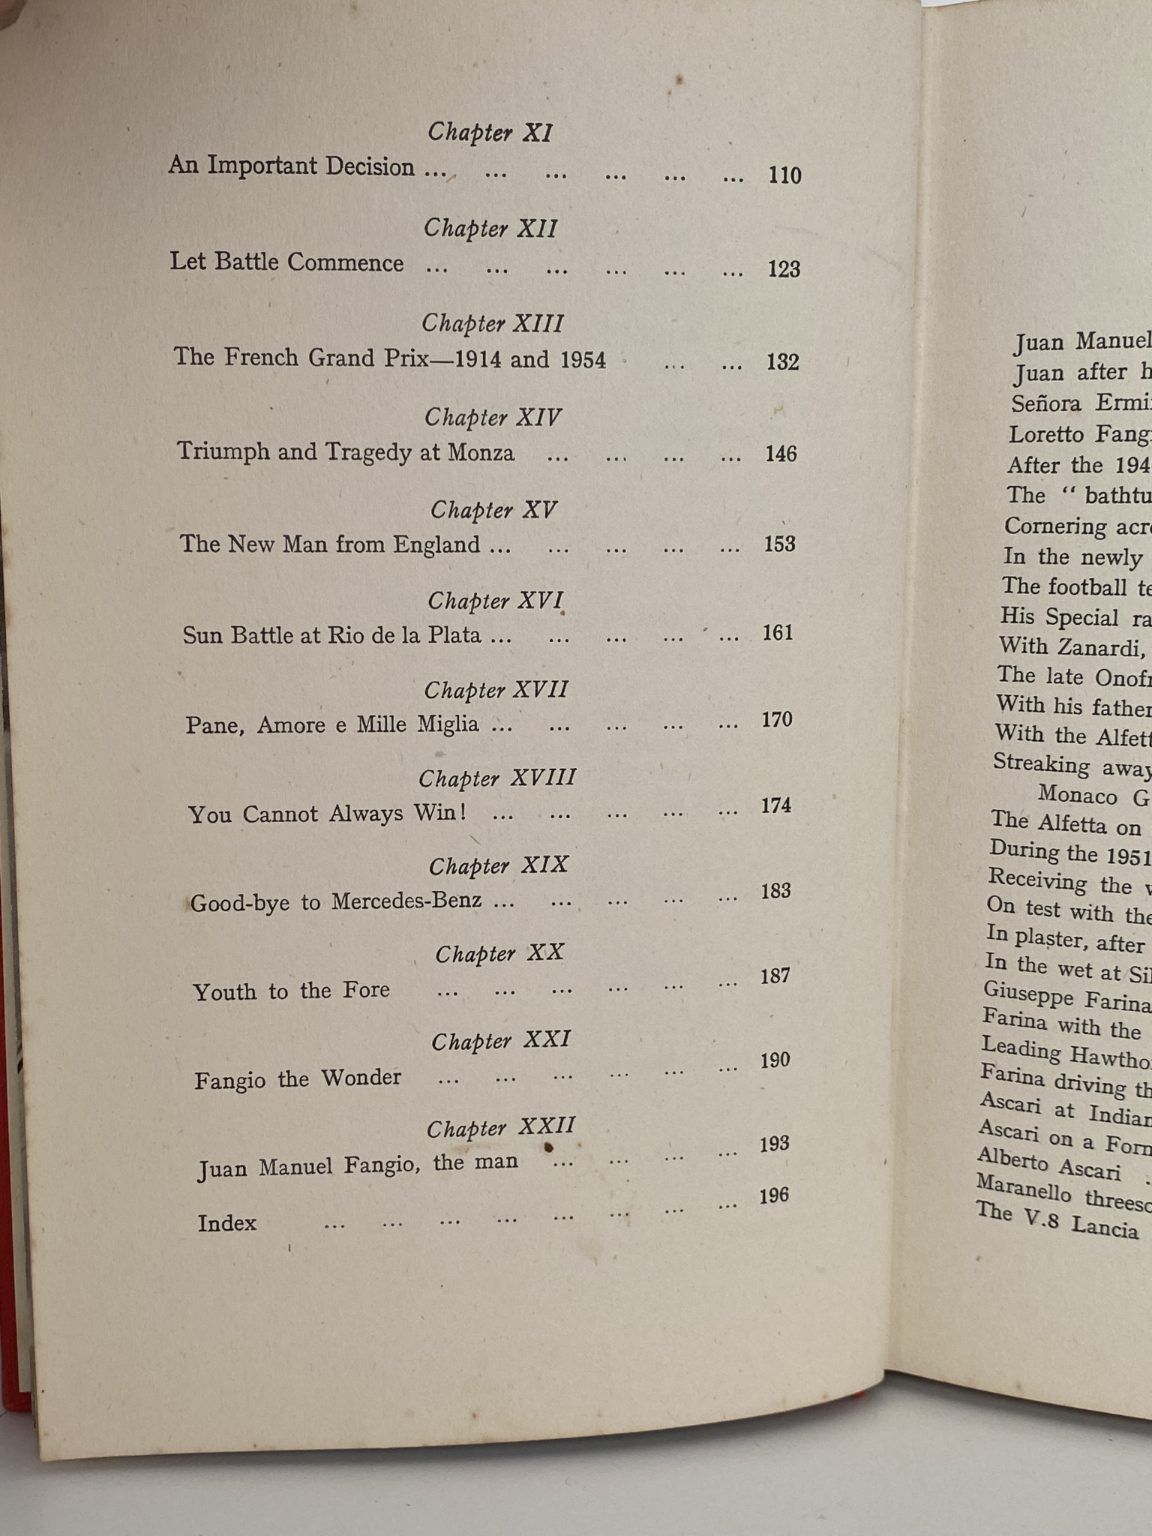 Chapter XI
An Important Decision ... ... ... ... ... ... 110
Chapter XII
Let Battle Commence ... ... ... ... ... ... 123
Chapter XIII
The French Grand Prix—1914 and 1954 ... ... 132
Chapter XIV
Triumph and Tragedy at Monza ... ... ... ... 146
Chapter XV
The New Man from England ... ... ... ... ... 153
Chapter XVI
Sun Battle at Rio de la Plata ... ... ... ... ... 161
Chapter XVII
Pane, Amore e Mille Miglia ... ... ... ... ... 170
Chapter XVIII
You Cannot Always Win! ... ... ... ... ... 174
Chapter XIX
Good-bye to Mercedes-Benz ... ... ... ... ... 183
Chapter XX
Youth to the Fore ... ... ... ... ... ... 187
Chapter XXI
Fangio the Wonder ... ... ... ... ... ... 190
Chapter XXII
Juan Manuel Fangio, the man ... ... ... ... 193
Index ... ... ... ... ... ... ... ... 196
Juan Manuel
Juan after
Señora
Loretto
After the
The "
Cornering
In the newly
The football
His Special
With Zanardi,
The late
With his father
With the
Streaking away
Monaco
The Alfetta on
During the 1951
Receiving the
On test with the
In plaster, after
In the wet at
Giuseppe Farina
Farina with the
Leading
Farina driving
Ascari at
Ascari on a
Alberto Ascari .
Maranello
The V.8 Lancia